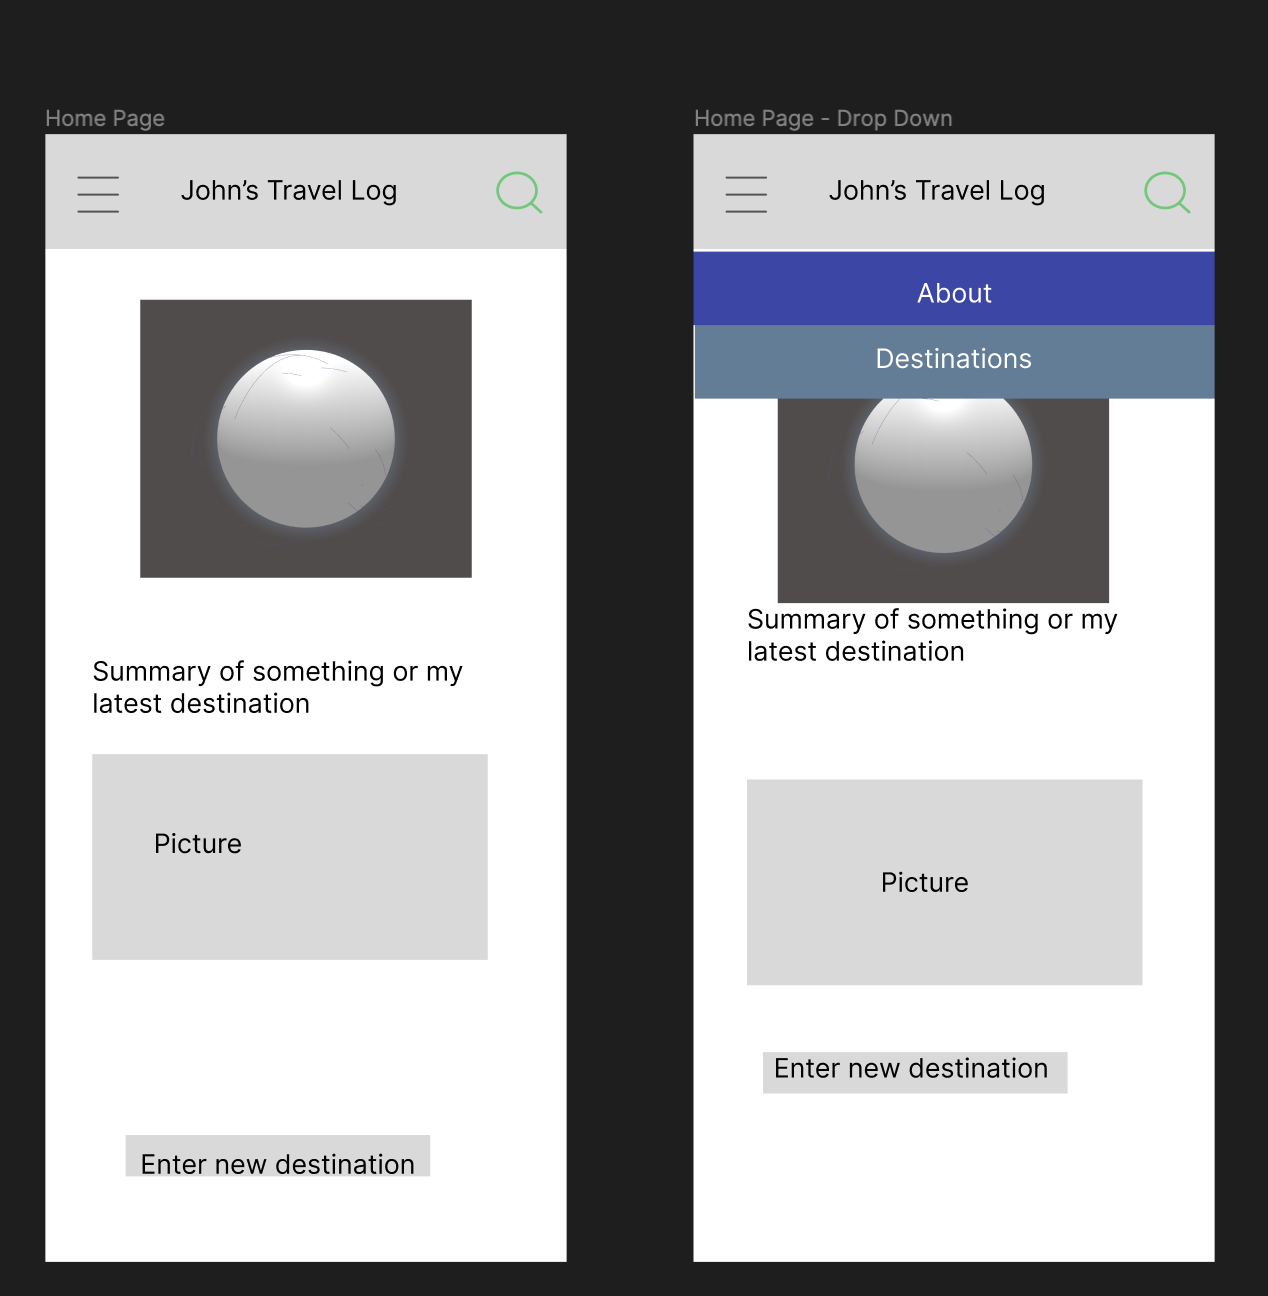 Home Page
John’s Travel Log
Summary of something or my
latest destination
Picture
Enter new destination
Home Page - Drop Down
John’s Travel Log
About
Destinations
Summary of something or my
latest destination
Picture
Enter new destination